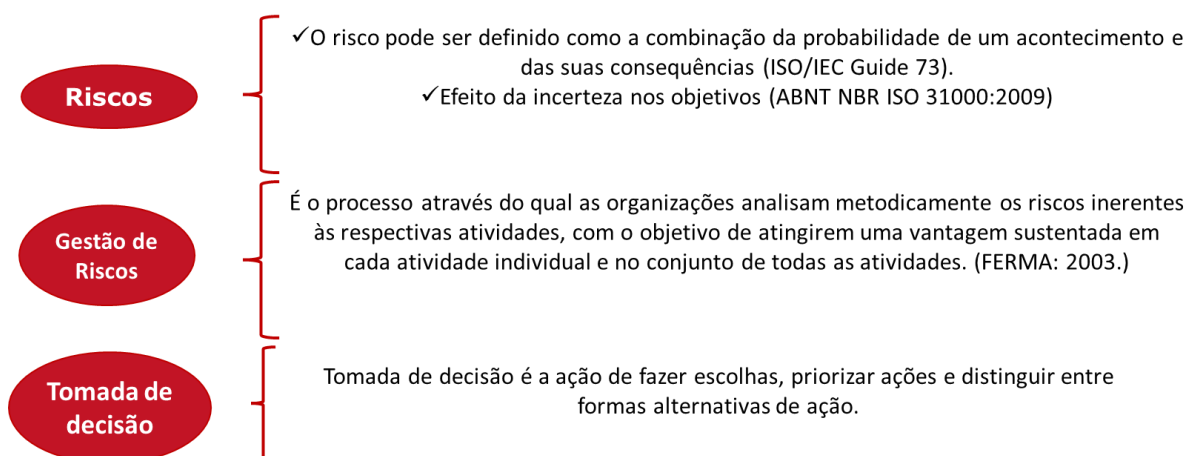 Riscos
✓O risco pode ser definido como a combinação da probabilidade de um acontecimento e
das suas consequências (ISO/IEC Guide 73).
✓Efeito da incerteza nos objetivos (ABNT NBR ISO 31000:2009)
Gestão de
Riscos
É o processo através do qual as organizações analisam metodicamente os riscos inerentes
às respectivas atividades, com o objetivo de atingirem uma vantagem sustentada em
cada atividade individual e no conjunto de todas as atividades. (FERMA: 2003.)
Tomada de
decisão
Tomada de decisão é a ação de fazer escolhas, priorizar ações e distinguir entre
formas alternativas de ação.